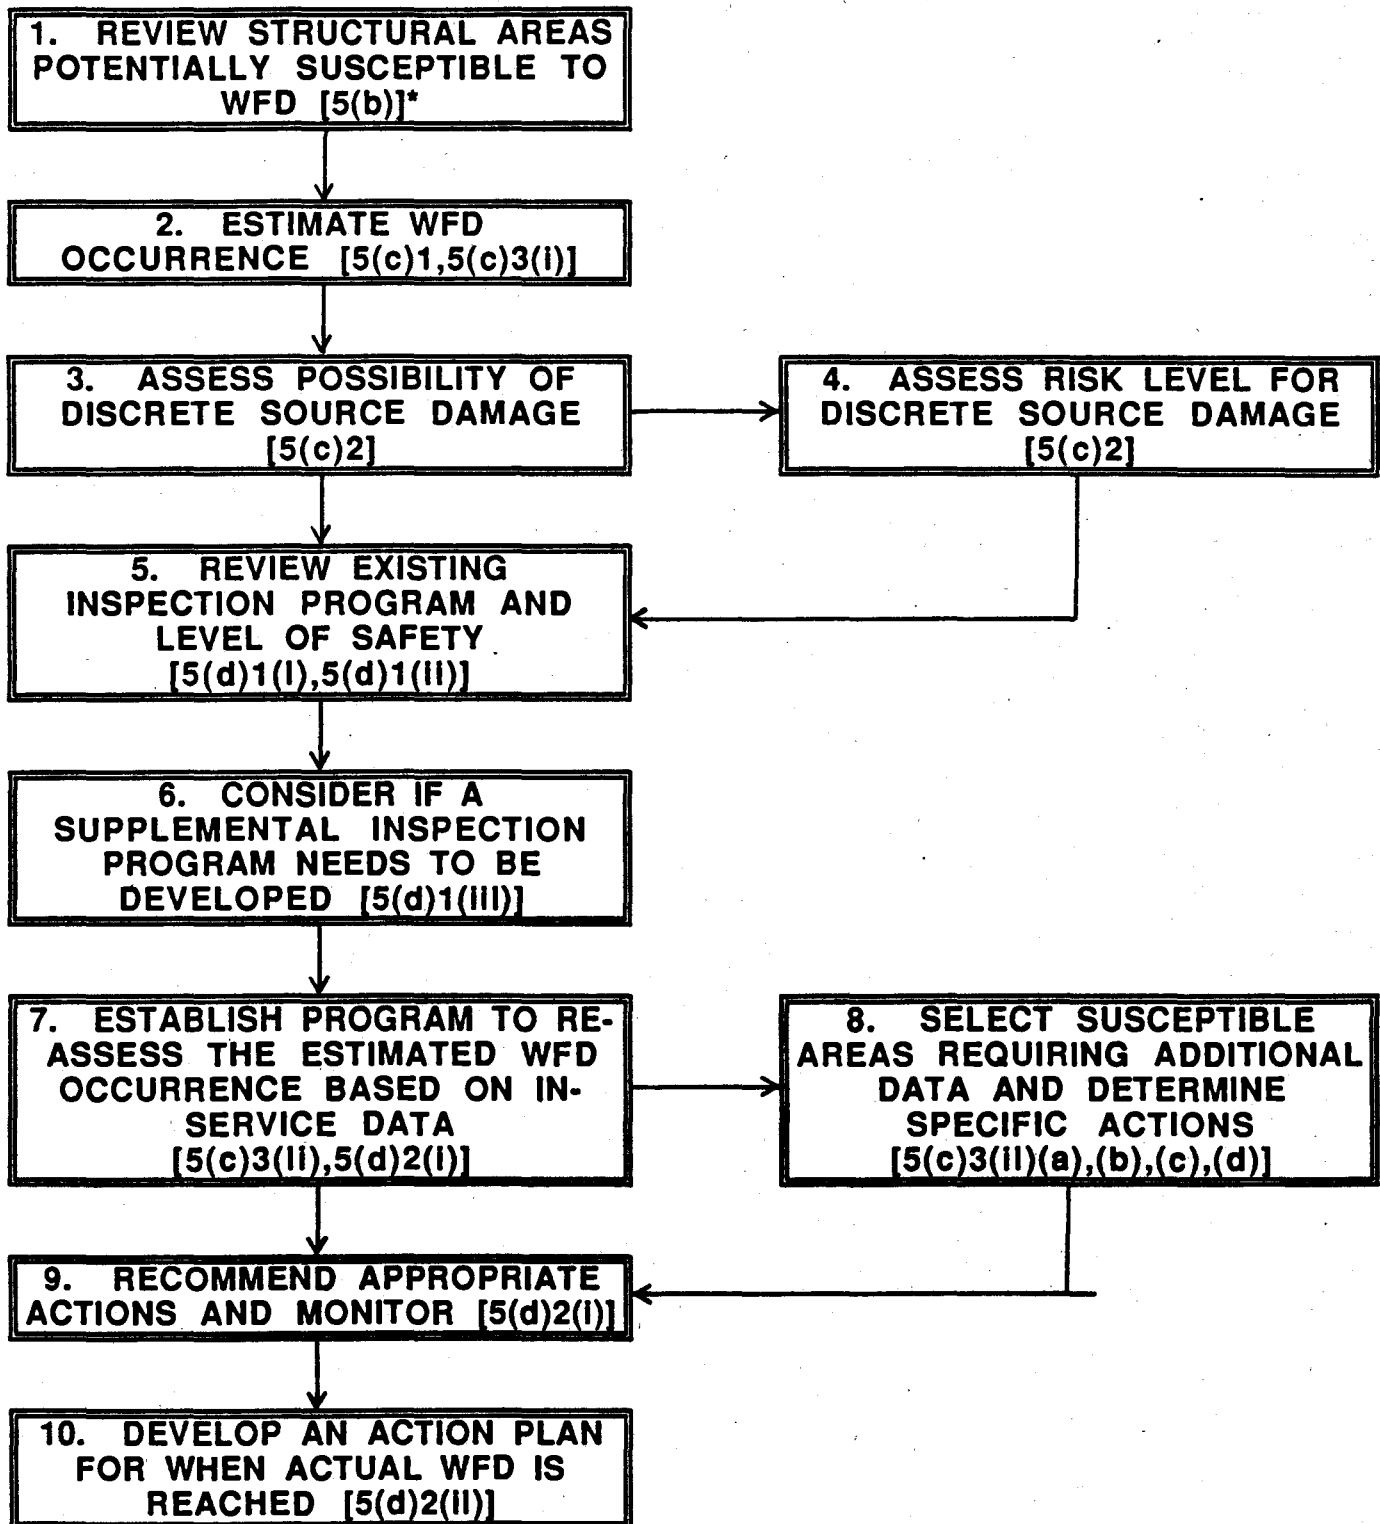 1. REVIEW STRUCTURAL AREAS
POTENTIALLY SUSCEPTIBLE TO
WFD [5(b)]*
2. ESTIMATE WFD
OCCURRENCE [5(c)1,5(c)3(i)]
3. ASSESS POSSIBILITY OF
DISCRETE SOURCE DAMAGE
[5(c)2]
4. ASSESS RISK LEVEL FOR
DISCRETE SOURCE DAMAGE
[5(c)2]
5. REVIEW EXISTING
INSPECTION PROGRAM AND
LEVEL OF SAFETY
[5(d)1(i),5(d)1(ii)]
6. CONSIDER IF A
SUPPLEMENTAL INSPECTION
PROGRAM NEEDS TO BE
DEVELOPED [5(d)1(iii)]
7. ESTABLISH PROGRAM TO RE-
ASSESS THE ESTIMATED WFD
OCCURRENCE BASED ON IN-
SERVICE DATA
[5(c)3(ii),5(d)2(i)]
8. SELECT SUSCEPTIBLE
AREAS REQUIRING ADDITIONAL
DATA AND DETERMINE
SPECIFIC ACTIONS
[5(c)3(ii)(a),(b),(c),(d)]
9. RECOMMEND APPROPRIATE
ACTIONS AND MONITOR [5(d)2(i)]
10. DEVELOP AN ACTION PLAN
FOR WHEN ACTUAL WFD IS
REACHED [5(d)2(ii)]